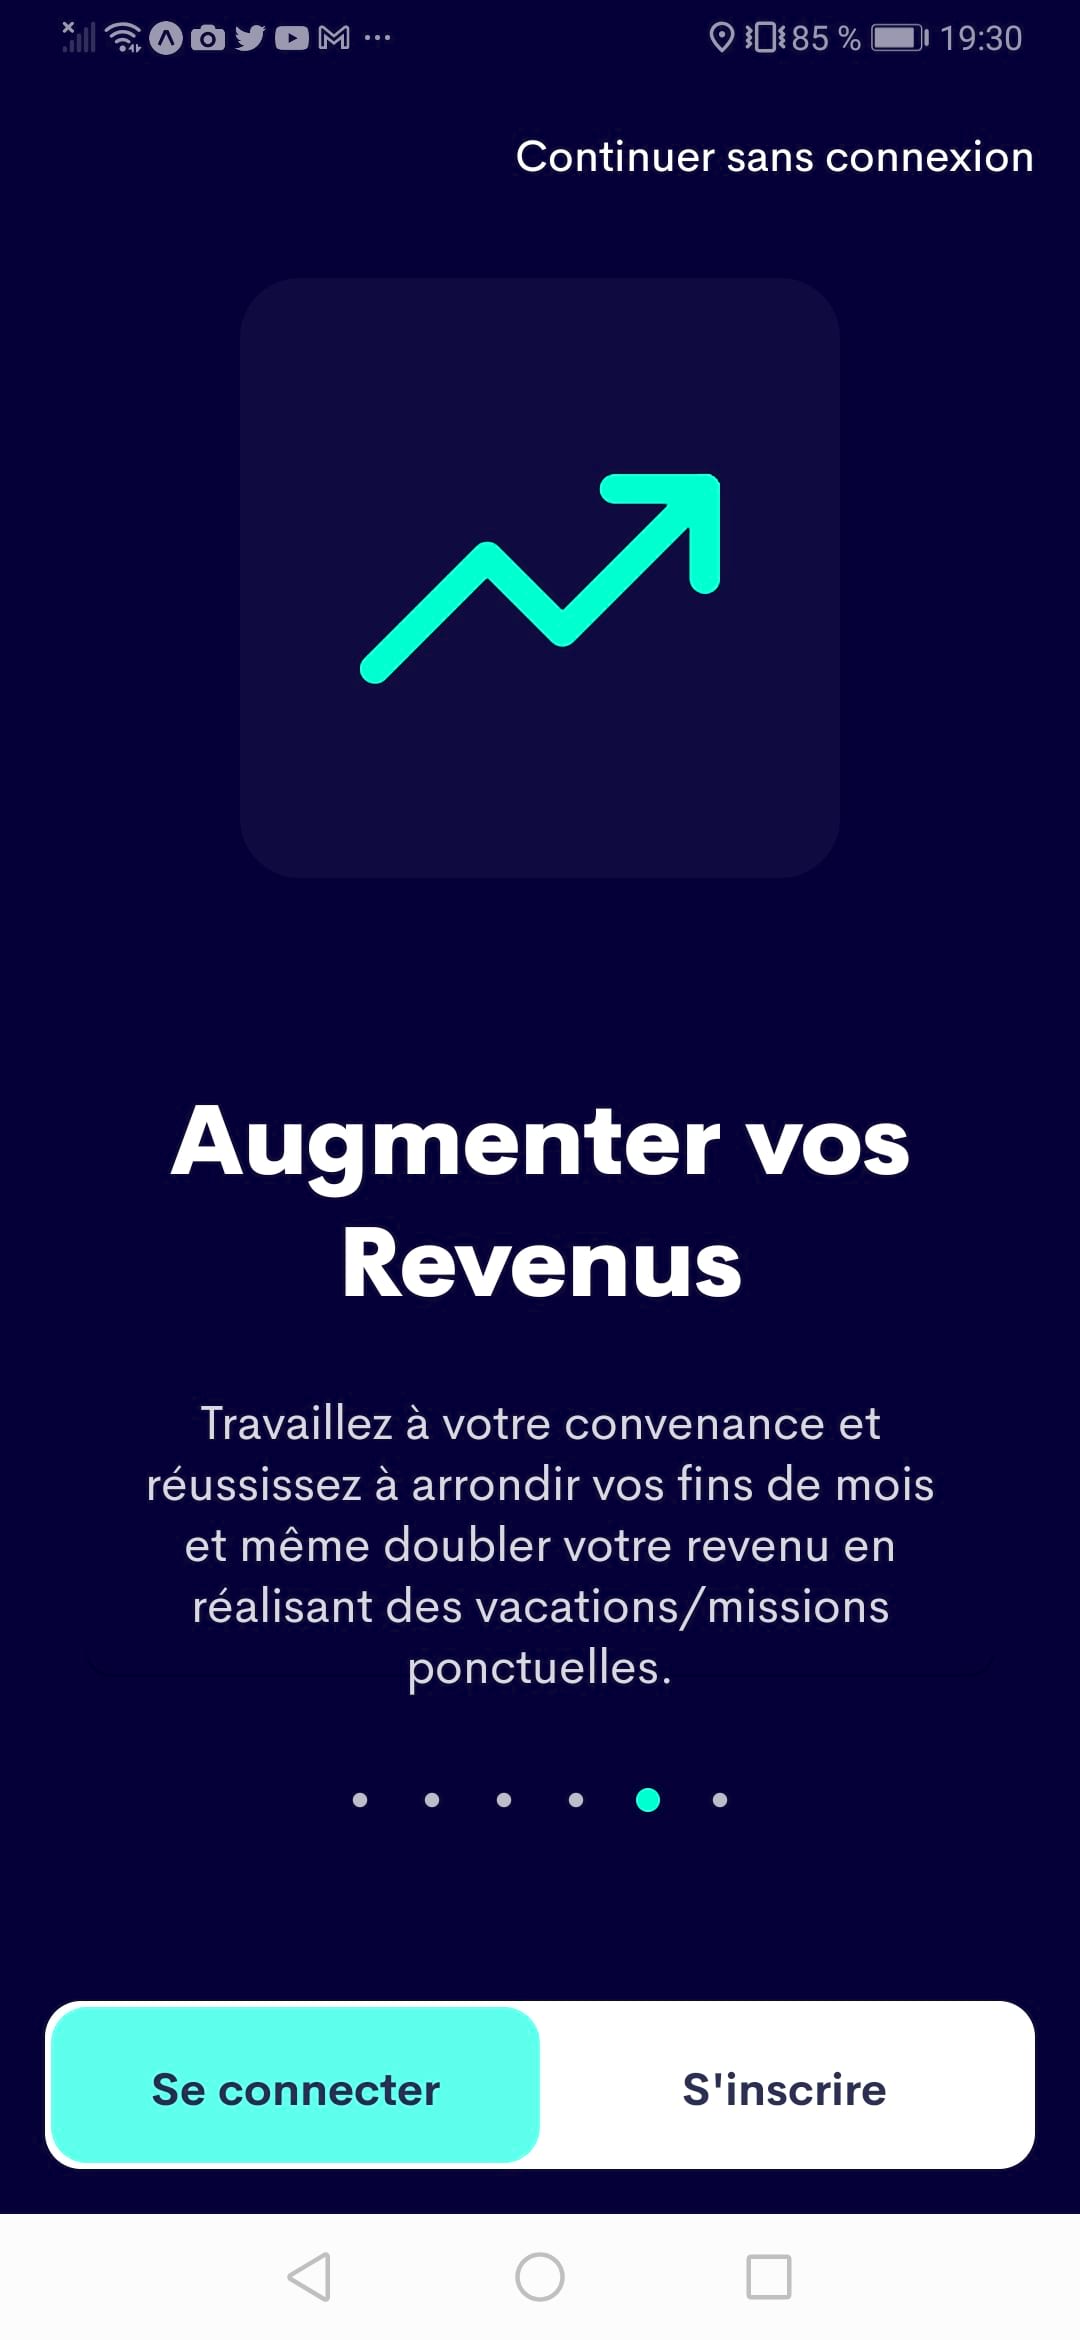 85 % 19:30
Continuer sans connexion
Augmenter vos
Revenus
Travaillez à votre convenance et
réussissez à arrondir vos fins de mois
et même doubler votre revenu en
réalisant des vacations/missions
ponctuelles.
Se connecter
S'inscrire